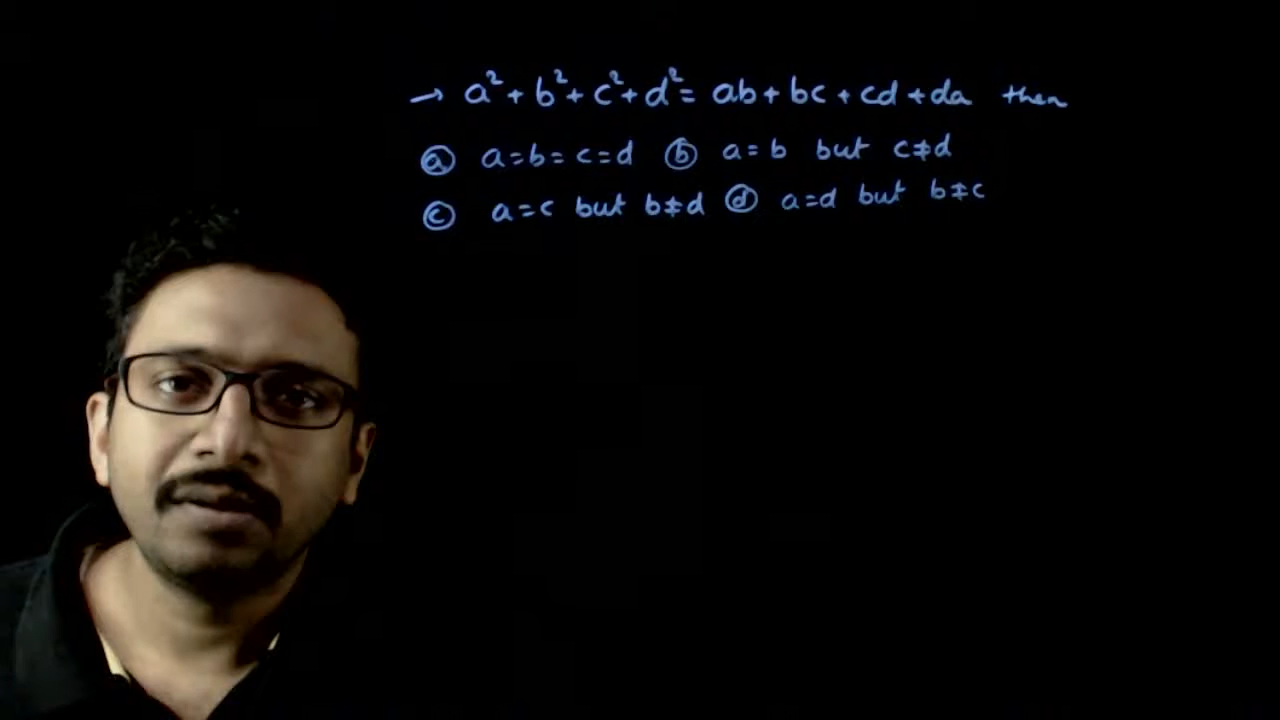 → a² + b² + c² + d² = ab + bc + cd + da then
ⓐ a = b = c = d ⓑ a = b but c ≠ d
ⓒ a = c but b ≠ d ⓓ a = d but b ≠ c